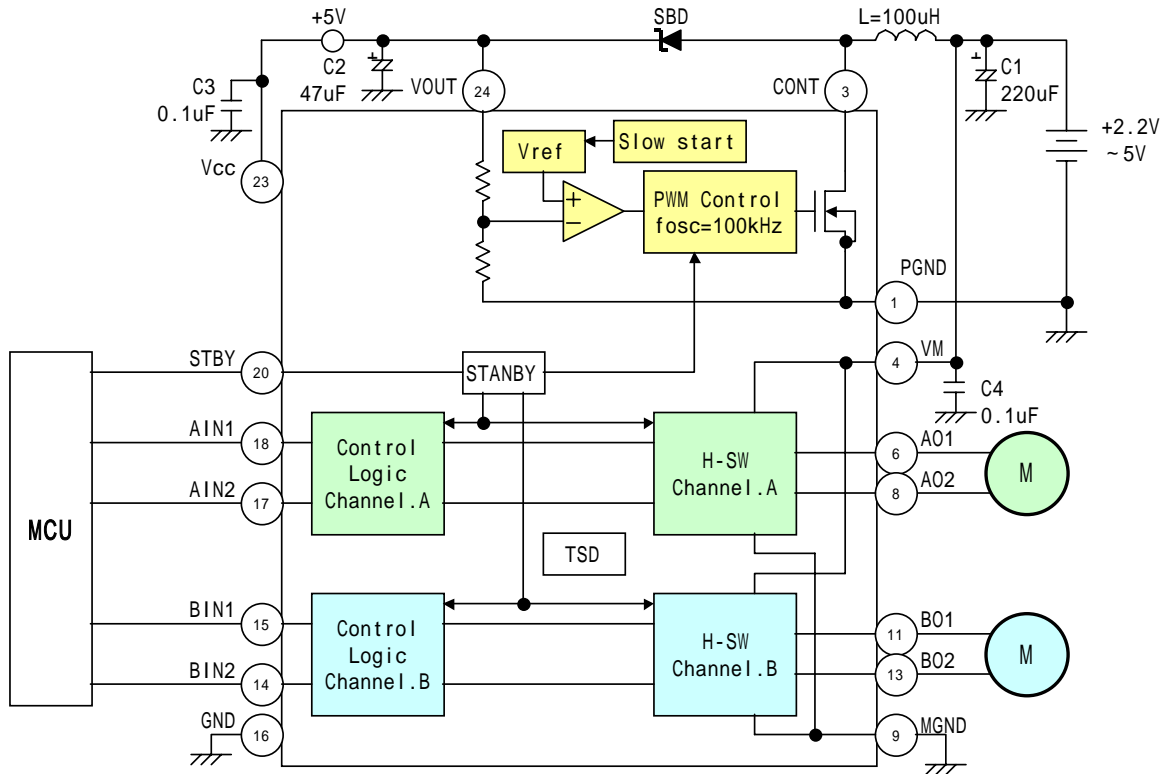 +5V
SBD
L=100uH
C3
0.1uF
C2
47uF
VOUT
24
CONT
3
C1
220uF
+2.2V
~5V
Vcc
23
Vref
Slow start
+
−
PWM Control
fosc=100kHz
PGND
1
STBY
20
STANBY
4
VM
C4
0.1uF
MCU
AIN1
18
AIN2
17
Control
Logic
Channel.A
H-SW
Channel.A
6
AO1
8
AO2
M
TSD
BIN1
15
BIN2
14
Control
Logic
Channel.B
H-SW
Channel.B
11
BO1
13
BO2
M
GND
16
9
MGND